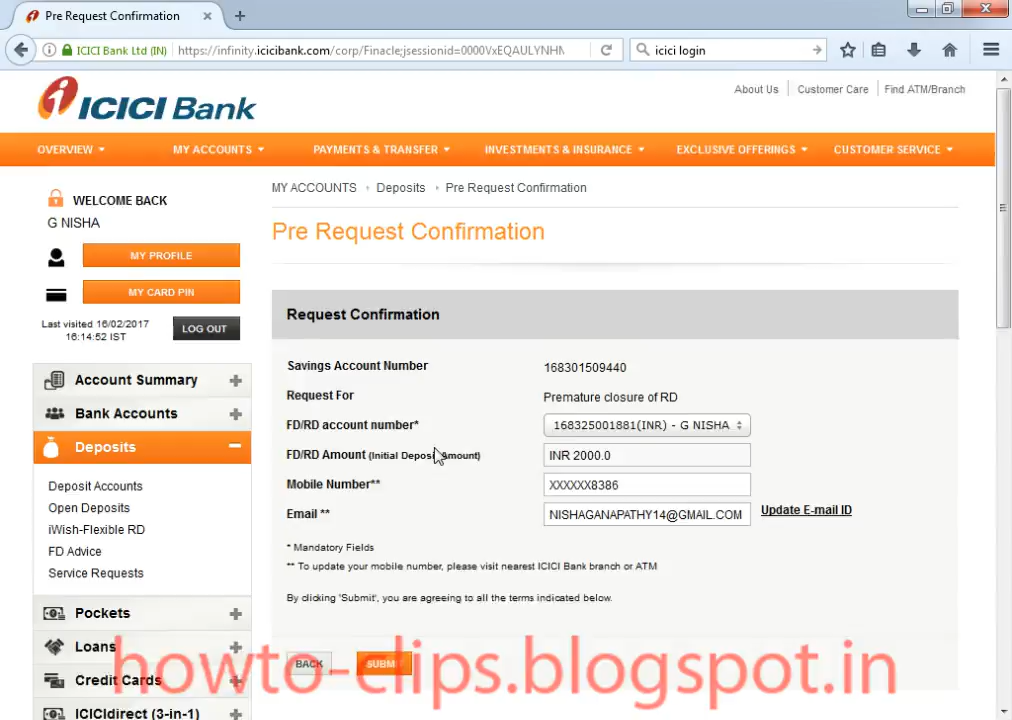 Pre Request Confirmation
ICICI Bank Ltd (IN) https://infinity.icicibank.com/corp/Finacle;jsessionid=0000VxEQAULYNHN icici login
ICICI Bank
About Us Customer Care Find ATM/Branch
OVERVIEW MY ACCOUNTS PAYMENTS & TRANSFER INVESTMENTS & INSURANCE EXCLUSIVE OFFERINGS CUSTOMER SERVICE
WELCOME BACK
G NISHA
MY PROFILE
MY CARD PIN
Last visited 16/02/2017
16:14:52 IST
LOG OUT
Account Summary
Bank Accounts
Deposits
Deposit Accounts
Open Deposits
iWish-Flexible RD
FD Advice
Service Requests
Pockets
Loans
Credit Cards
ICICIdirect (3-in-1)
MY ACCOUNTS Deposits Pre Request Confirmation
Pre Request Confirmation
Request Confirmation
Savings Account Number 168301509440
Request For Premature closure of RD
FD/RD account number* 168325001881(INR) - G NISHA
FD/RD Amount (Initial Deposit Amount) INR 2000.0
Mobile Number** XXXXXX8386
Email ** NISHAGANAPATHY14@GMAIL.COM Update E-mail ID
* Mandatory Fields
** To update your mobile number, please visit nearest ICICI Bank branch or ATM
By clicking 'Submit', you are agreeing to all the terms indicated below.
BACK SUBMIT
howto-clips.blogspot.in